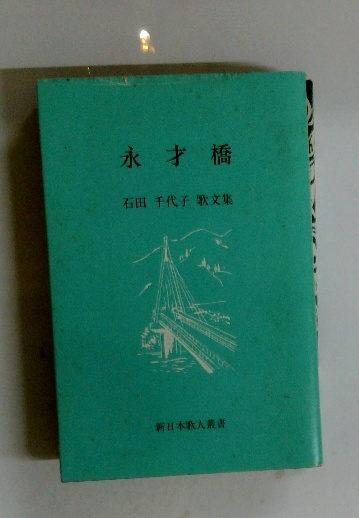 永才橋
石田 千代子 歌文集
新日本歌人叢書